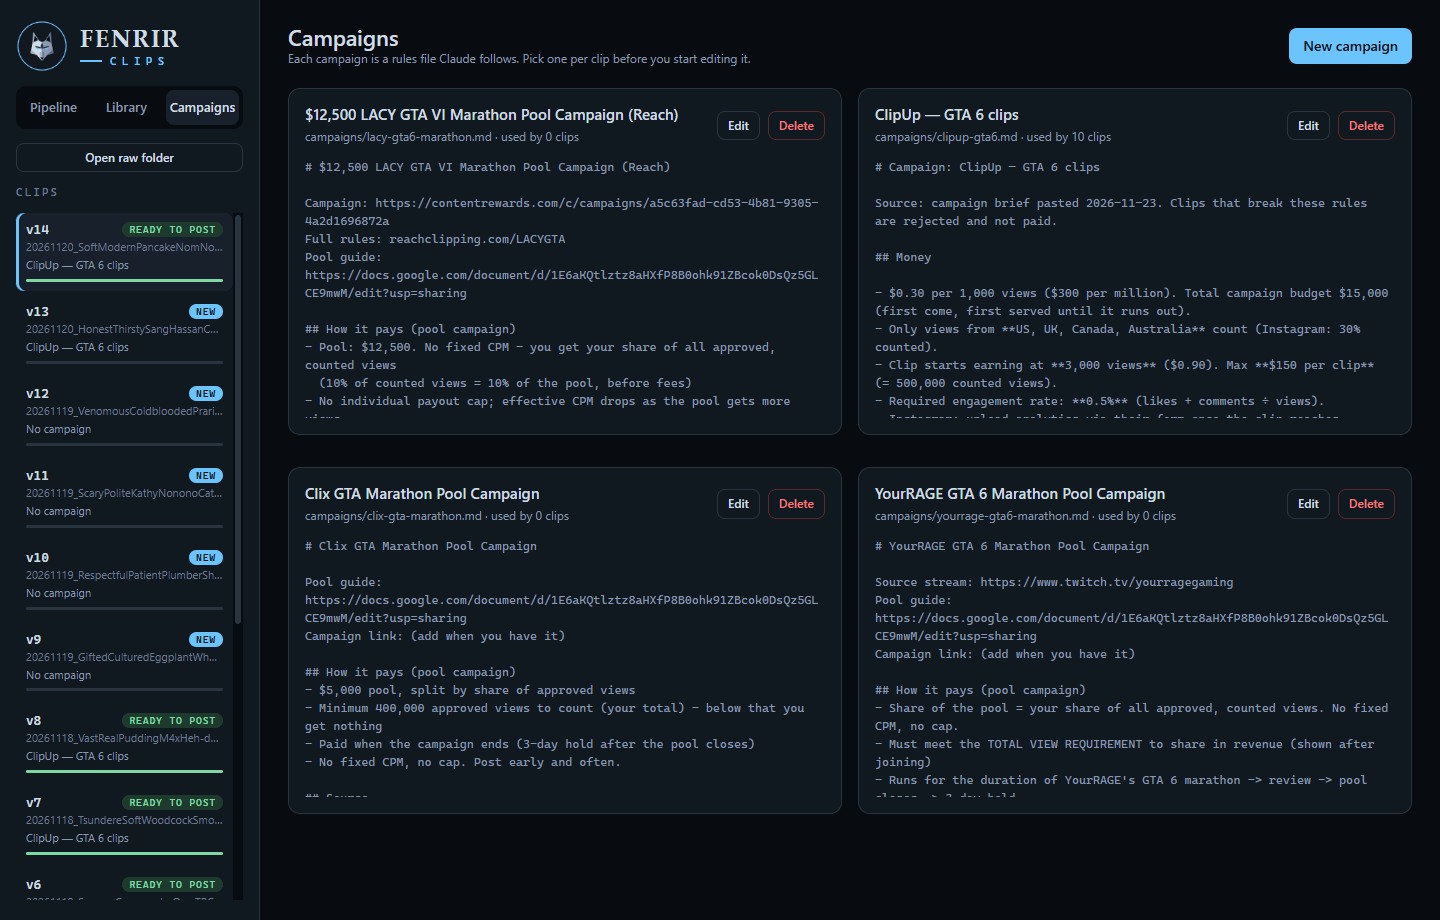 FENRIR
CLIPS
Pipeline
Library
Campaigns
Open raw folder
CLIPS
v14
READY TO POST
20261120_SoftModernPancakeNomNo...
ClipUp — GTA 6 clips
v13
NEW
20261120_HonestThirstySangHassanC...
ClipUp — GTA 6 clips
v12
NEW
20261119_VenomousColdbloodedPrari...
No campaign
v11
NEW
20261119_ScaryPoliteKathyNononoCat...
No campaign
v10
NEW
20261119_RespectfulPatientPlumberSh...
No campaign
v9
NEW
20261119_GiftedCulturedEggplantWh...
No campaign
v8
READY TO POST
20261118_VastRealPuddingM4xHeh-d...
ClipUp — GTA 6 clips
v7
READY TO POST
20261118_TsundereSoftWoodcockSmo...
ClipUp — GTA 6 clips
v6
READY TO POST
Campaigns
Each campaign is a rules file Claude follows. Pick one per clip before you start editing it.
New campaign
$12,500 LACY GTA VI Marathon Pool Campaign (Reach)
campaigns/lacy-gta6-marathon.md · used by 0 clips
Edit
Delete
# $12,500 LACY GTA VI Marathon Pool Campaign (Reach)
Campaign: https://contentrewards.com/c/campaigns/a5c63fad-cd53-4b81-9305-
4a2d1696872a
Full rules: reachclipping.com/LACYGTA
Pool guide:
https://docs.google.com/document/d/1E6aKQtlztz8aHXfP8B0ohk91ZBcok0DsQz5GL
CE9mwM/edit?usp=sharing
## How it pays (pool campaign)
- Pool: $12,500. No fixed CPM - you get your share of all approved,
counted views
(10% of counted views = 10% of the pool, before fees)
- No individual payout cap; effective CPM drops as the pool gets more
views
ClipUp — GTA 6 clips
campaigns/clipup-gta6.md · used by 10 clips
Edit
Delete
# Campaign: ClipUp — GTA 6 clips
Source: campaign brief pasted 2026-11-23. Clips that break these rules
are rejected and not paid.
## Money
- $0.30 per 1,000 views ($300 per million). Total campaign budget $15,000
(first come, first served until it runs out).
- Only views from **US, UK, Canada, Australia** count (Instagram: 30%
counted).
- Clip starts earning at **3,000 views** ($0.90). Max **$150 per clip**
(= 500,000 counted views).
- Required engagement rate: **0.5%** (likes + comments ÷ views).
- Instagram: upload analytics via their form once the clip reaches
Clix GTA Marathon Pool Campaign
campaigns/clix-gta-marathon.md · used by 0 clips
Edit
Delete
# Clix GTA Marathon Pool Campaign
Pool guide:
https://docs.google.com/document/d/1E6aKQtlztz8aHXfP8B0ohk91ZBcok0DsQz5GL
CE9mwM/edit?usp=sharing
Campaign link: (add when you have it)
## How it pays (pool campaign)
- $5,000 pool, split by share of approved views
- Minimum 400,000 approved views to count (your total) - below that you
get nothing
- Paid when the campaign ends (3-day hold after the pool closes)
- No fixed CPM, no cap. Post early and often.
## Source
YourRAGE GTA 6 Marathon Pool Campaign
campaigns/yourrage-gta6-marathon.md · used by 0 clips
Edit
Delete
# YourRAGE GTA 6 Marathon Pool Campaign
Source stream: https://www.twitch.tv/yourragegaming
Pool guide:
https://docs.google.com/document/d/1E6aKQtlztz8aHXfP8B0ohk91ZBcok0DsQz5GL
CE9mwM/edit?usp=sharing
Campaign link: (add when you have it)
## How it pays (pool campaign)
- Share of the pool = your share of all approved, counted views. No fixed
CPM, no cap.
- Must meet the TOTAL VIEW REQUIREMENT to share in revenue (shown after
joining)
- Runs for the duration of YourRAGE's GTA 6 marathon -> review -> pool
closes -> 3-day hold